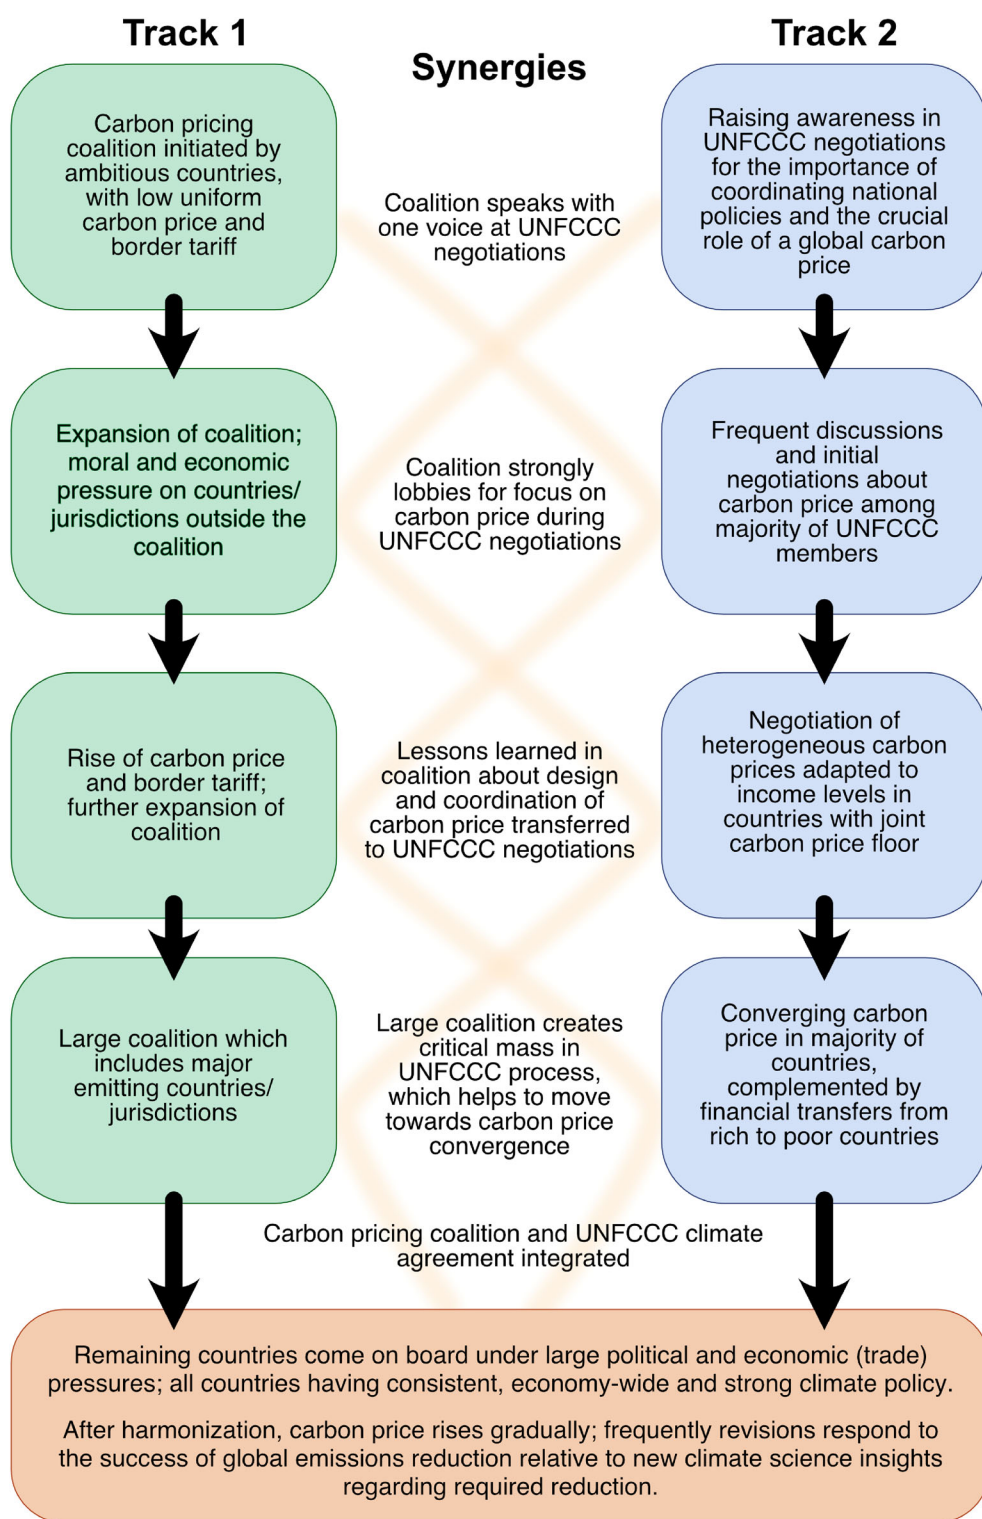 Track 1
Synergies
Track 2
Carbon pricing
coalition initiated by
ambitious countries,
with low uniform
carbon price and
border tariff
Coalition speaks with
one voice at UNFCCC
negotiations
Raising awareness in
UNFCCC negotiations
for the importance of
coordinating national
policies and the crucial
role of a global carbon
price
Expansion of coalition;
moral and economic
pressure on countries/
jurisdictions outside the
coalition
Coalition strongly
lobbies for focus on
carbon price during
UNFCCC negotiations
Frequent discussions
and initial
negotiations about
carbon price among
majority of UNFCCC
members
Rise of carbon price
and border tariff;
further expansion of
coalition
Lessons learned in
coalition about design
and coordination of
carbon price transferred
to UNFCCC negotiations
Negotiation of
heterogeneous carbon
prices adapted to
income levels in
countries with joint
carbon price floor
Large coalition which
includes major
emitting countries/
jurisdictions
Large coalition creates
critical mass in
UNFCCC process,
which helps to move
towards carbon price
convergence
Converging carbon
price in majority of
countries,
complemented by
financial transfers from
rich to poor countries
Carbon pricing coalition and UNFCCC climate
agreement integrated
Remaining countries come on board under large political and economic (trade)
pressures; all countries having consistent, economy-wide and strong climate policy.
After harmonization, carbon price rises gradually; frequently revisions respond to
the success of global emissions reduction relative to new climate science insights
regarding required reduction.